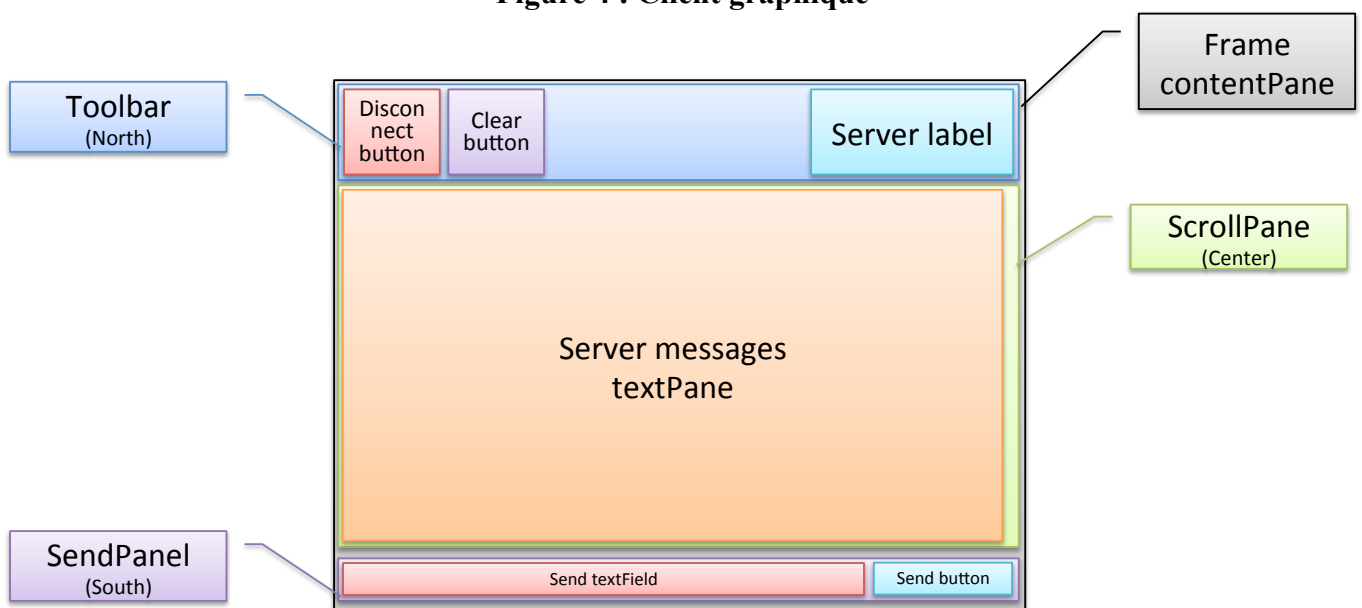 Figure 4 : Client graphique
Frame
contentPane
Toolbar
(North)
Discon
nect
button
Clear
button
Server label
ScrollPane
(Center)
Server messages
textPane
SendPanel
(South)
Send textField
Send button